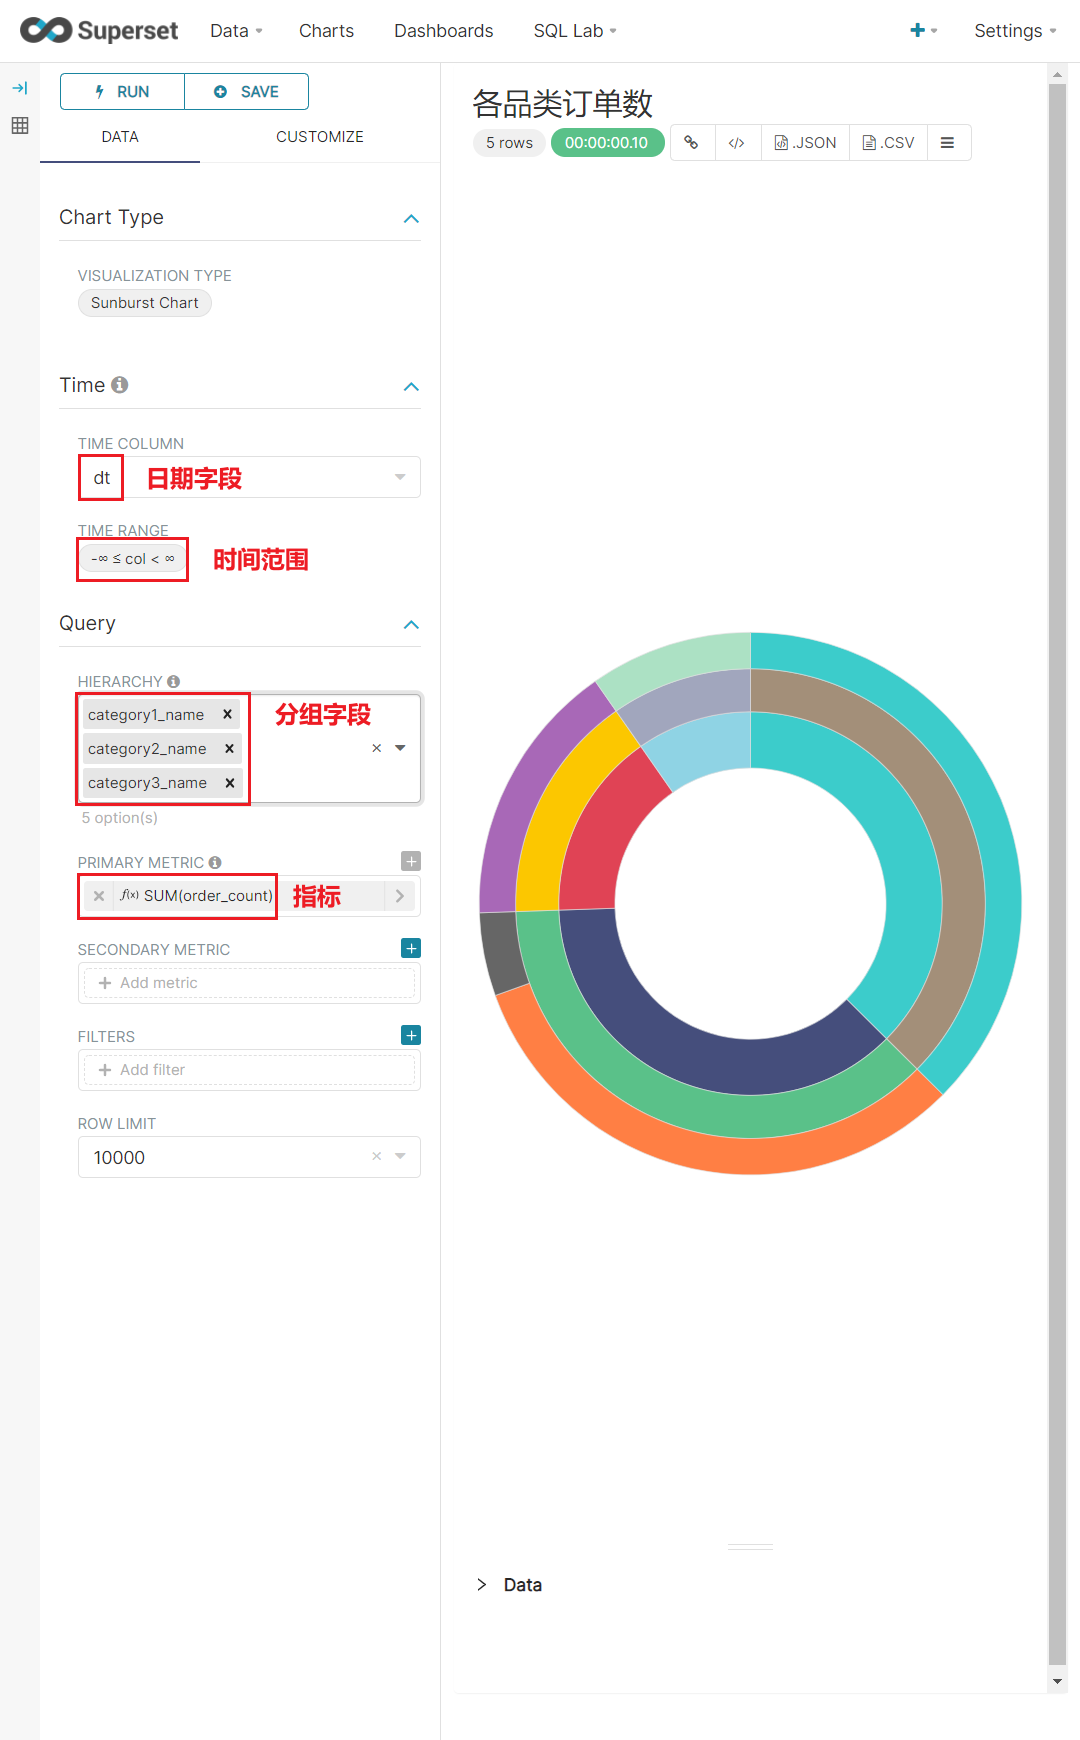 Superset Data Charts Dashboards SQL Lab + Settings
RUN SAVE
DATA CUSTOMIZE
各品类订单数
5 rows 00:00:00.10 </> .JSON .CSV
Chart Type
VISUALIZATION TYPE
Sunburst Chart
Time
TIME COLUMN
dt 日期字段
TIME RANGE
-∞ ≤ col < ∞ 时间范围
Query
HIERARCHY
category1_name × 分组字段
category2_name ×
category3_name ×
5 option(s)
PRIMARY METRIC
× f(x) SUM(order_count) 指标
SECONDARY METRIC
+ Add metric
FILTERS
+ Add filter
ROW LIMIT
10000
Data